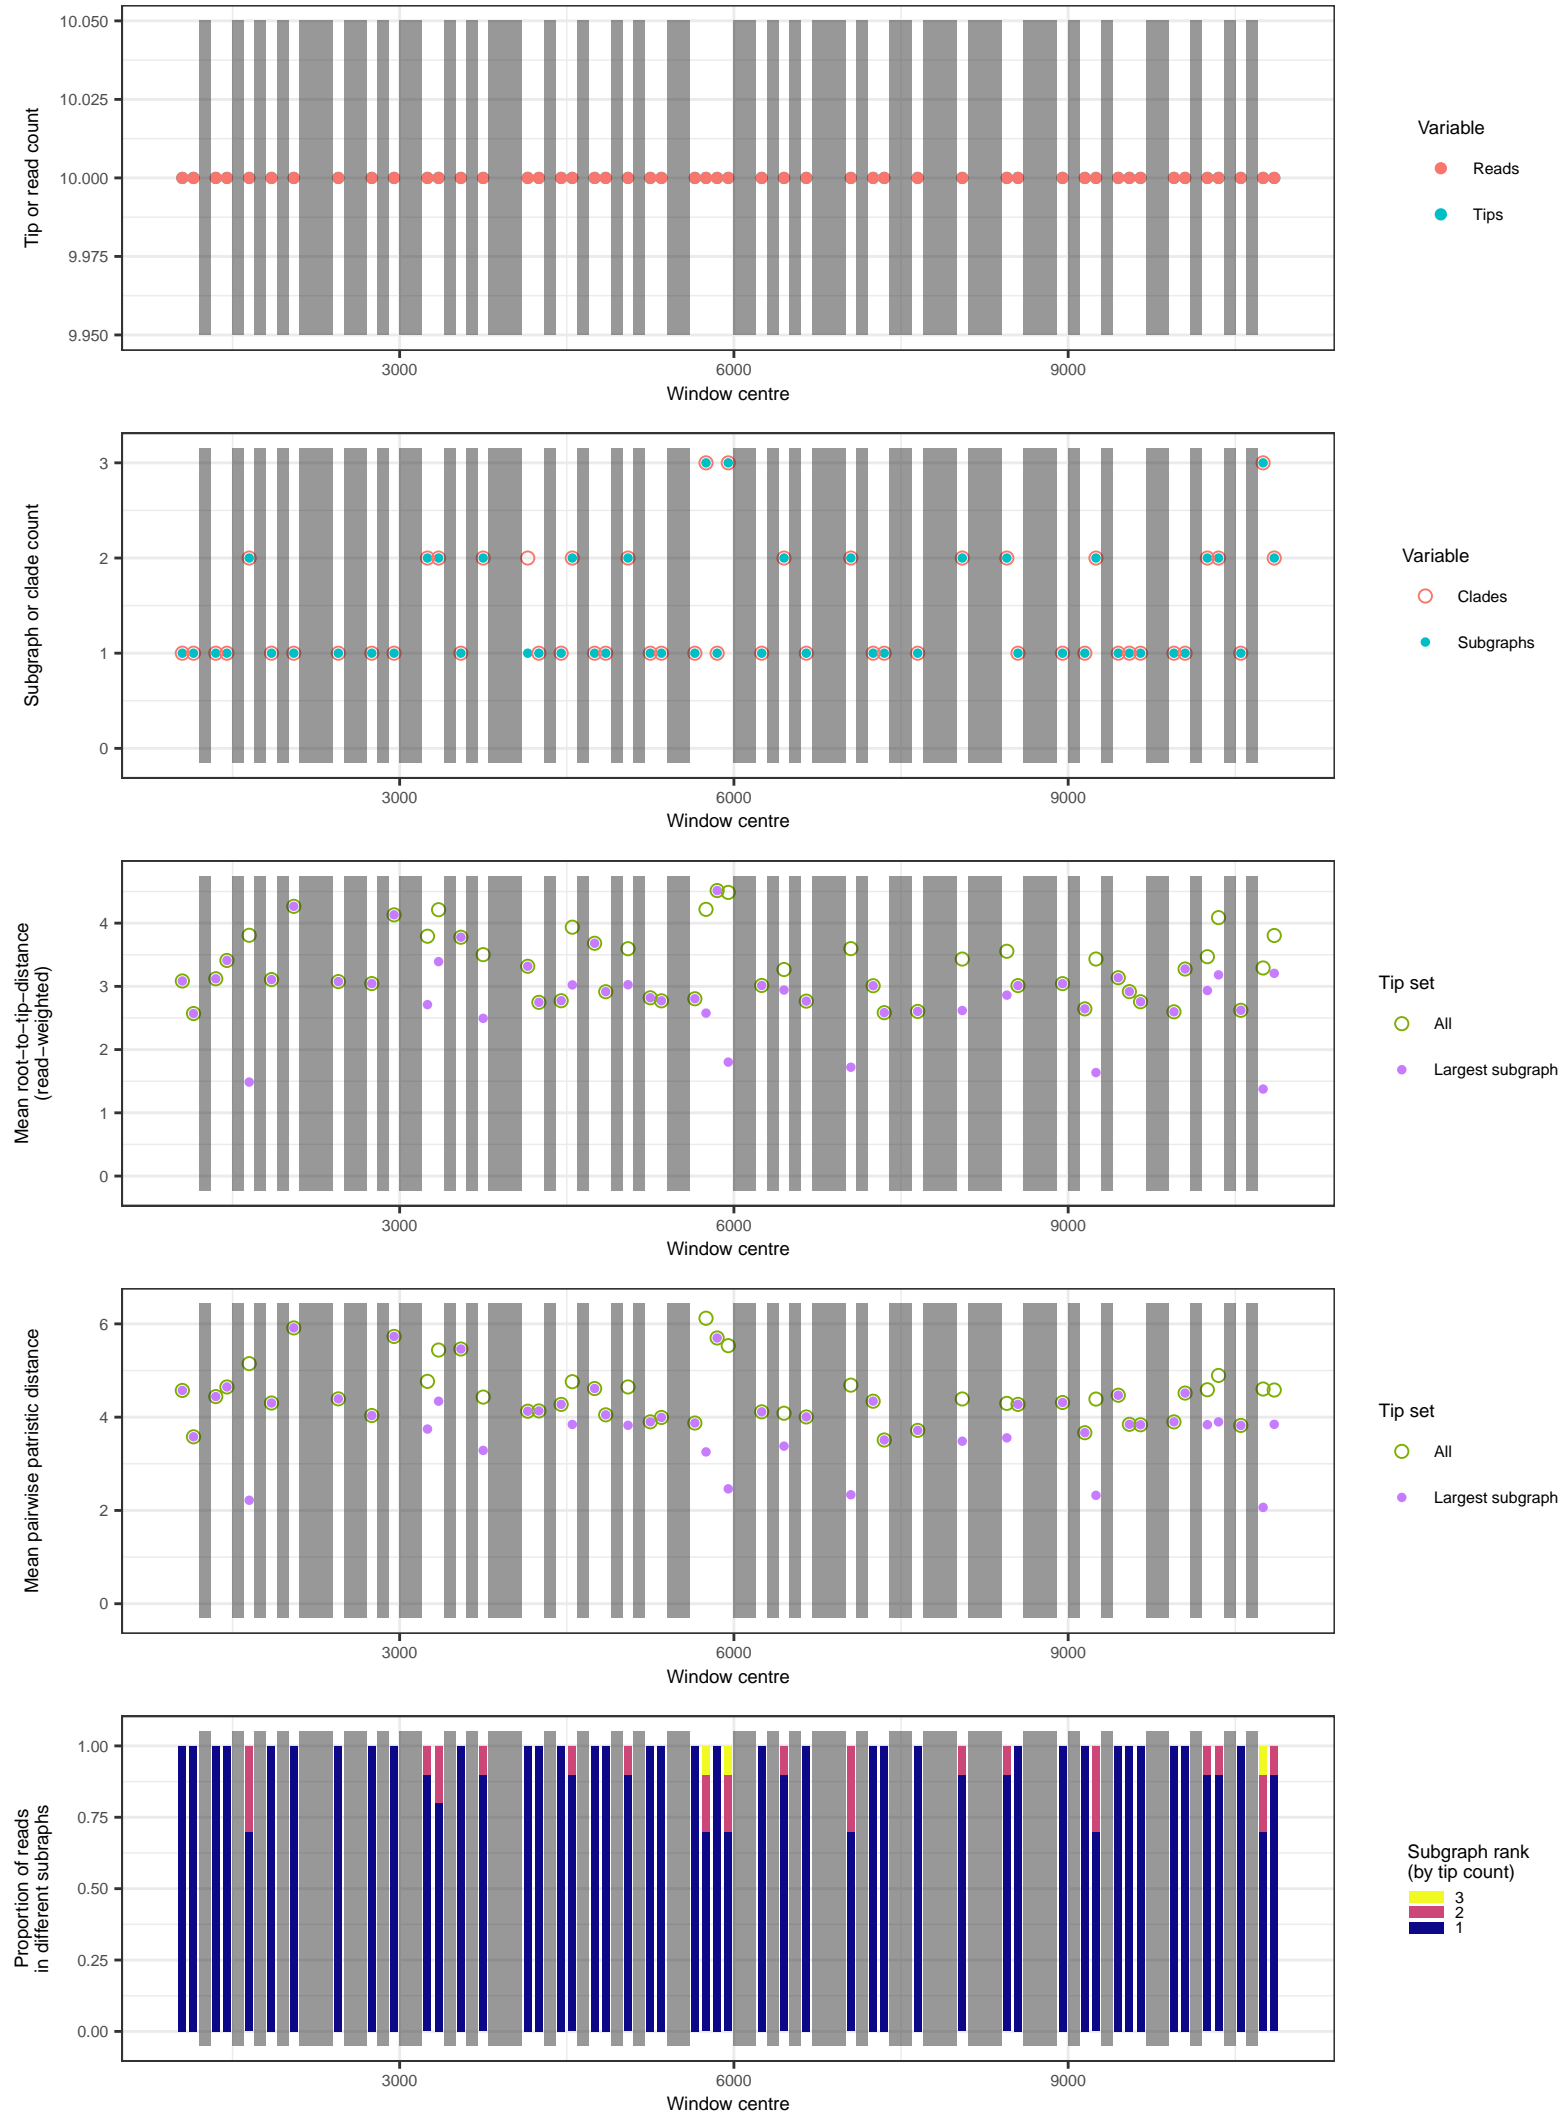 10.050
10.025
10.000
9.975
9.950
Tip or read count
3000
6000
9000
Window centre
Variable
Reads
Tips
3
2
1
0
Subgraph or clade count
3000
6000
9000
Window centre
Variable
Clades
Subgraphs
4
3
2
1
0
Mean root−to−tip−distance
(read−weighted)
3000
6000
9000
Window centre
Tip set
All
Largest subgraph
6
4
2
0
Mean pairwise patristic distance
3000
6000
9000
Window centre
Tip set
All
Largest subgraph
1.00
0.75
0.50
0.25
0.00
Proportion of reads
in different subraphs
3000
6000
9000
Window centre
Subgraph rank
(by tip count)
3
2
1